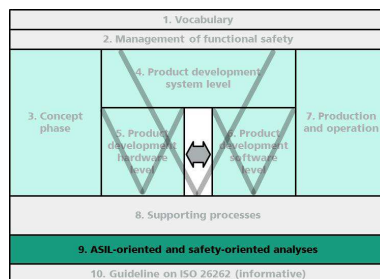 1. Vocabulary
2. Management of functional safety
3. Concept
phase
4. Product development
system level
5. Product
development
hardware
level
6. Product
development
software
level
7. Production
and operation
8. Supporting processes
9. ASIL-oriented and safety-oriented analyses
10. Guideline on ISO 26262 (informative)